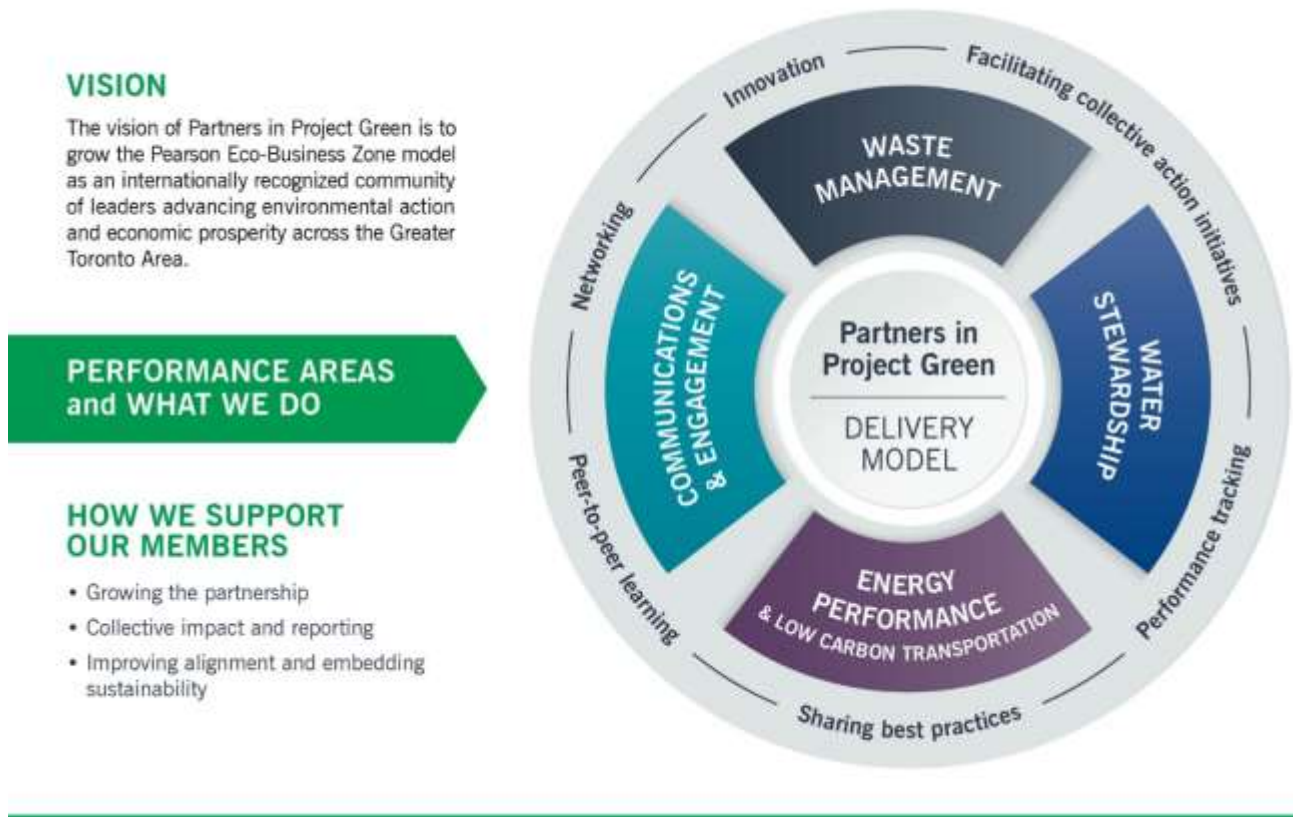 VISION
The vision of Partners in Project Green is to
grow the Pearson Eco-Business Zone model
as an internationally recognized community
of leaders advancing environmental action
and economic prosperity across the Greater
Toronto Area.
PERFORMANCE AREAS
and WHAT WE DO
HOW WE SUPPORT
OUR MEMBERS
• Growing the partnership
• Collective impact and reporting
• Improving alignment and embedding
sustainability
Innovation
Facilitating collective action initiatives
Performance tracking
Sharing best practices
Peer-to-peer learning
Networking
WASTE
MANAGEMENT
WATER
STEWARDSHIP
ENERGY
PERFORMANCE
& LOW CARBON TRANSPORTATION
COMMUNICATIONS
& ENGAGEMENT
Partners in
Project Green
DELIVERY
MODEL